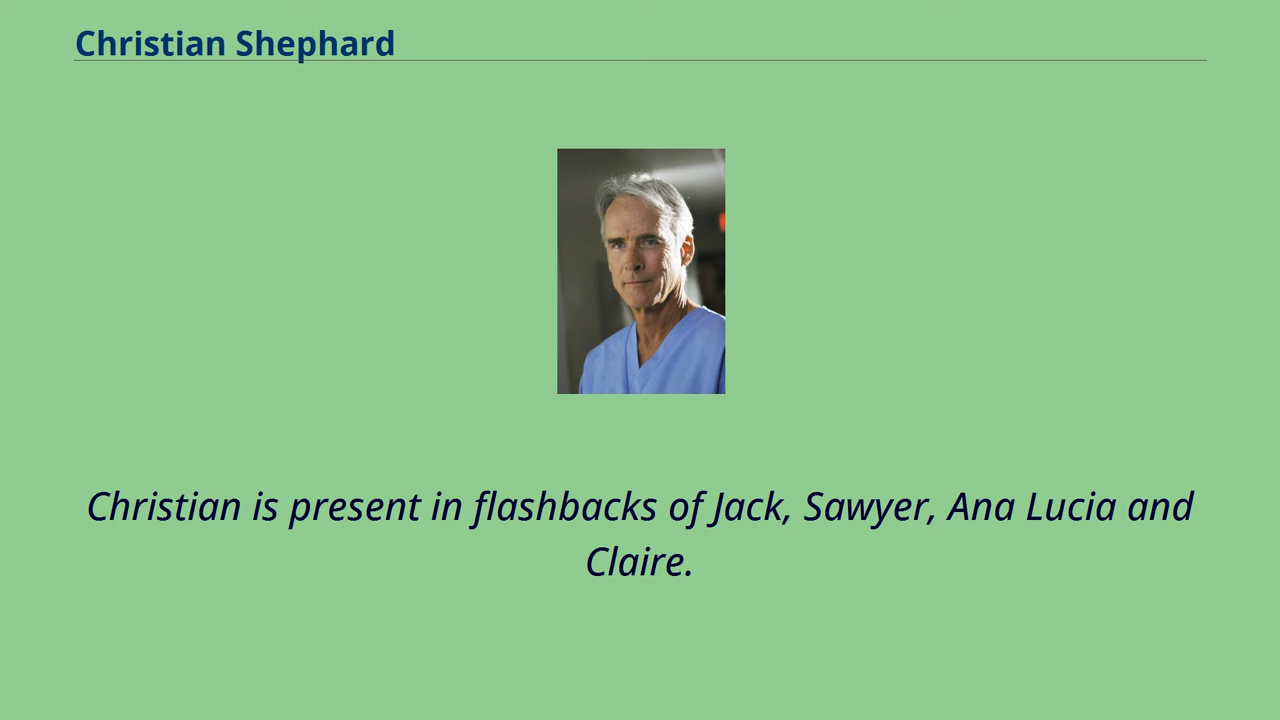 Christian Shephard
Christian is present in flashbacks of Jack, Sawyer, Ana Lucia and
Claire.